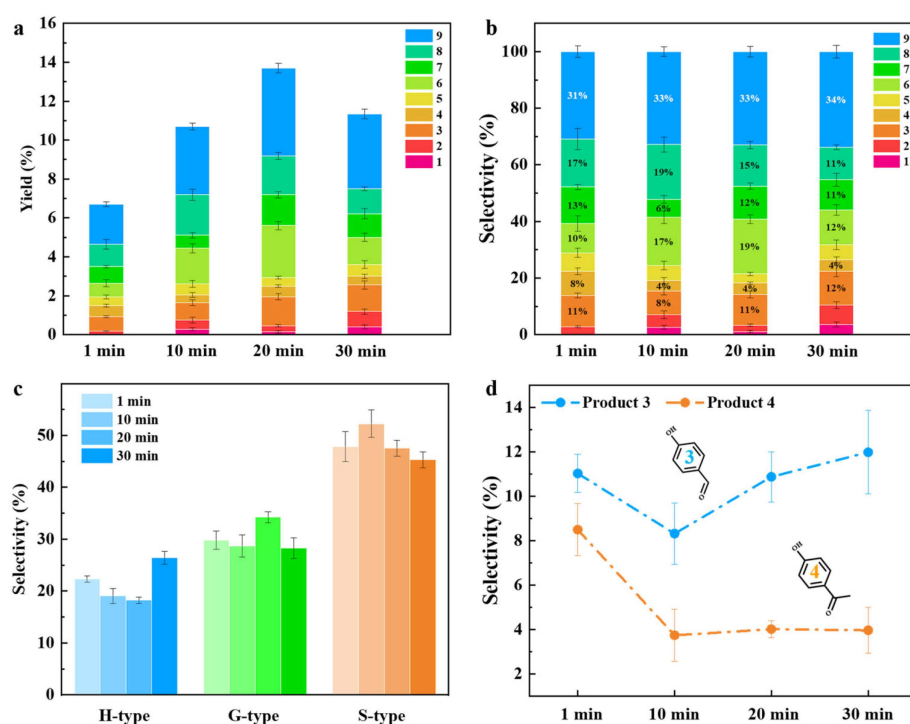 a
Yield (%)
16
14
12
10
8
6
4
2
0
1 min 10 min 20 min 30 min
9
8
7
6
5
4
3
2
1
b
Selectivity (%)
100
80
60
40
20
0
31% 33% 33% 34%
17% 19% 15% 11%
13% 6% 12% 11%
10% 17% 19% 12%
8% 4% 4% 4%
11% 8% 11% 12%
1 min 10 min 20 min 30 min
9
8
7
6
5
4
3
2
1
c
1 min
10 min
20 min
30 min
Selectivity (%)
50
40
30
20
10
0
H-type G-type S-type
d
Product 3 Product 4
Selectivity (%)
14
12
10
8
6
4
2
OH
3
O
OH
4
O
1 min 10 min 20 min 30 min